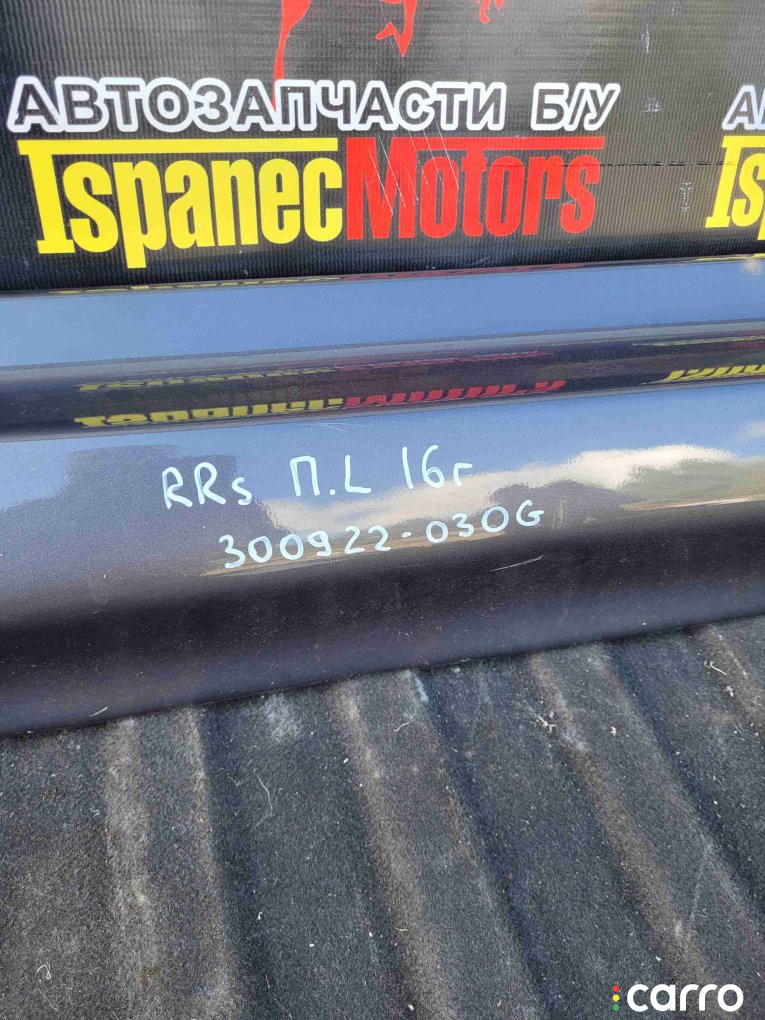 АВТОЗАПЧАСТИ Б/У
IspanecMotors
RRs П.L 16г
300922-030G
carro